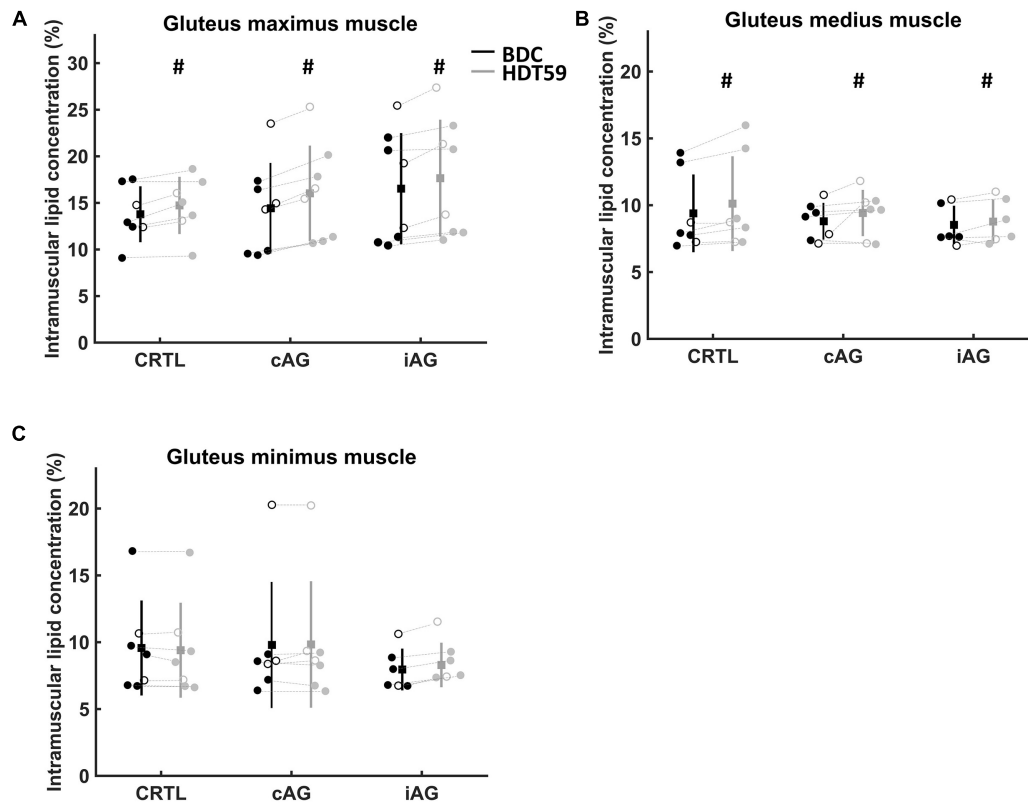 A
Gluteus maximus muscle
Intramuscular lipid concentration (%)
30
25
20
15
10
5
0
# # #
CRTL cAG iAG
BDC
HDT59
B
Gluteus medius muscle
Intramuscular lipid concentration (%)
20
15
10
5
0
# # #
CRTL cAG iAG
C
Gluteus minimus muscle
Intramuscular lipid concentration (%)
20
15
10
5
0
CRTL cAG iAG